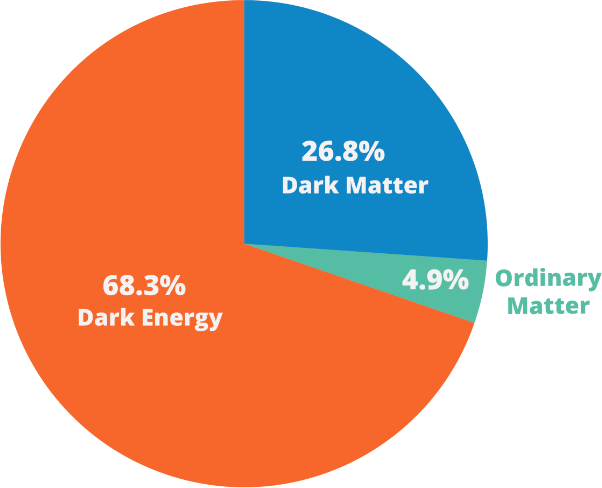 26.8%
Dark Matter
4.9%
Ordinary
Matter
68.3%
Dark Energy